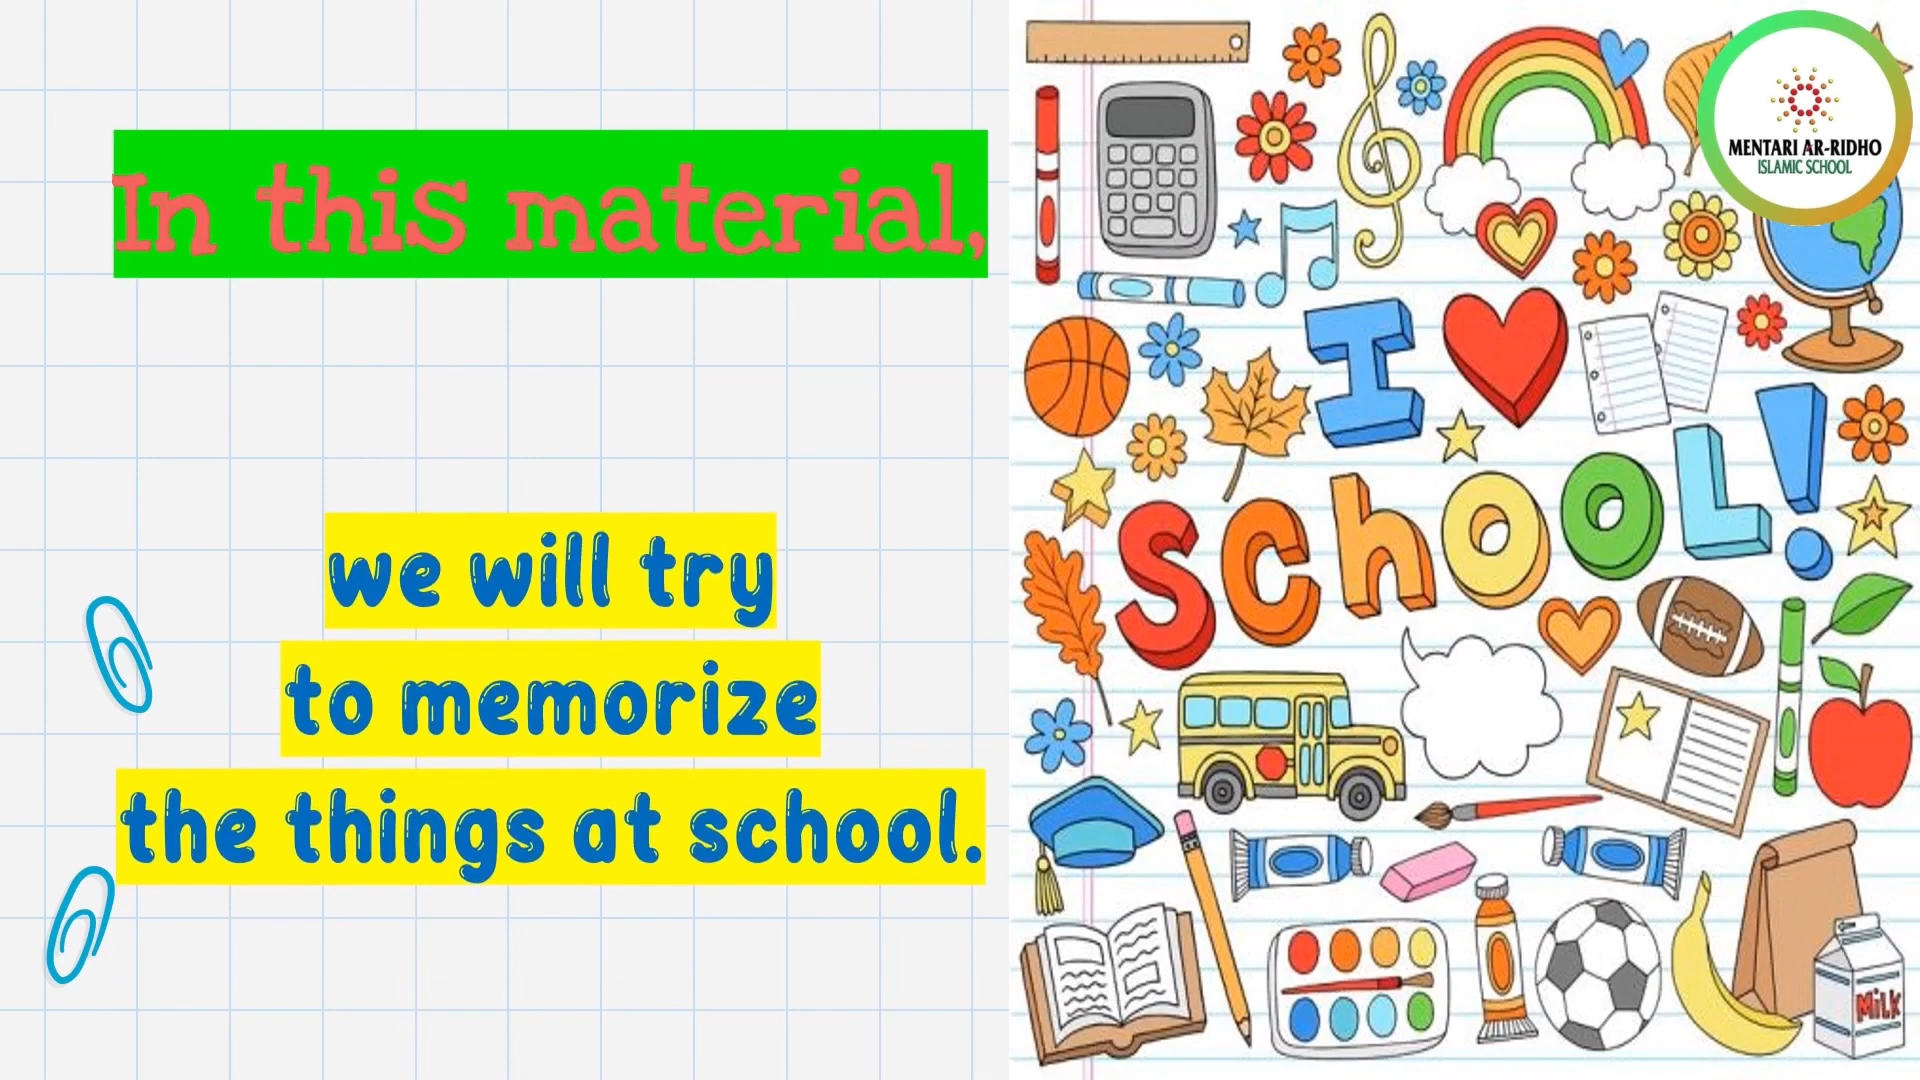 In this material,
we will try
to memorize
the things at school.
MENTARI AR-RIDHO
ISLAMIC SCHOOL
I
SchooL!
MiLK